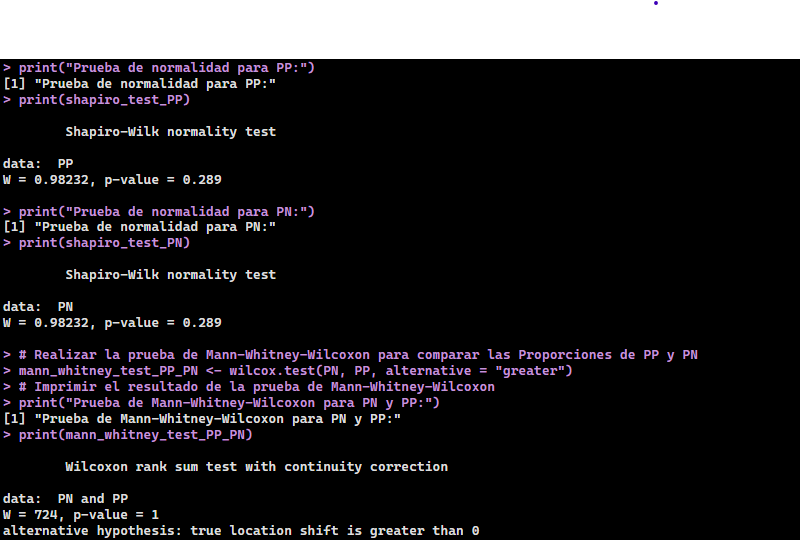 > print("Prueba de normalidad para PP:")
[1] "Prueba de normalidad para PP:"
> print(shapiro_test_PP)
Shapiro-Wilk normality test
data:  PP
W = 0.98232, p-value = 0.289
> print("Prueba de normalidad para PN:")
[1] "Prueba de normalidad para PN:"
> print(shapiro_test_PN)
Shapiro-Wilk normality test
data:  PN
W = 0.98232, p-value = 0.289
> # Realizar la prueba de Mann-Whitney-Wilcoxon para comparar las Proporciones de PP y PN
> mann_whitney_test_PP_PN <- wilcox.test(PN, PP, alternative = "greater")
> # Imprimir el resultado de la prueba de Mann-Whitney-Wilcoxon
> print("Prueba de Mann-Whitney-Wilcoxon para PN y PP:")
[1] "Prueba de Mann-Whitney-Wilcoxon para PN y PP:"
> print(mann_whitney_test_PP_PN)
Wilcoxon rank sum test with continuity correction
data:  PN and PP
W = 724, p-value = 1
alternative hypothesis: true location shift is greater than 0